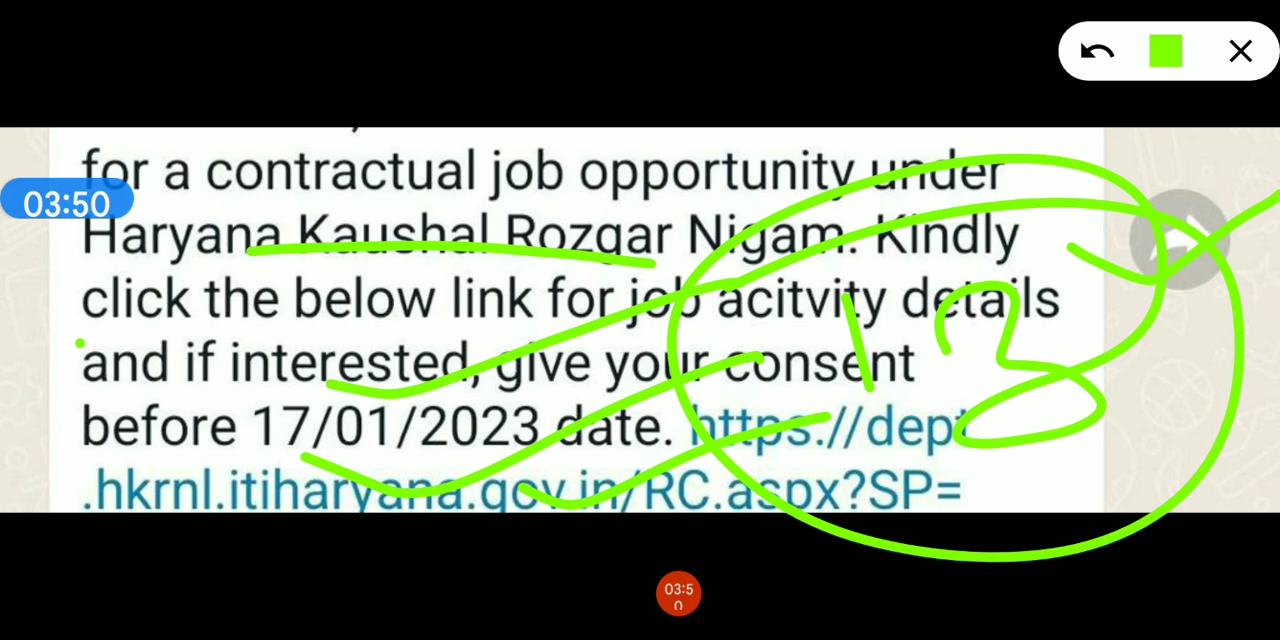 for a contractual job opportunity under
03:50
Haryana Kaushal Rozgar Nigam. Kindly
click the below link for job acitvity details
and if interested, give your consent
before 17/01/2023 date. https://dept
.hkrnl.itiharyana.gov.in/RC.aspx?SP=
13
03:5
0